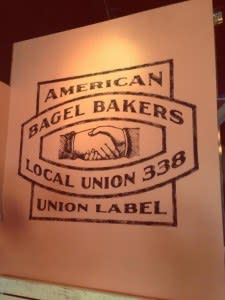 AMERICAN
BAGEL BAKERS
LOCAL UNION 338
UNION LABEL